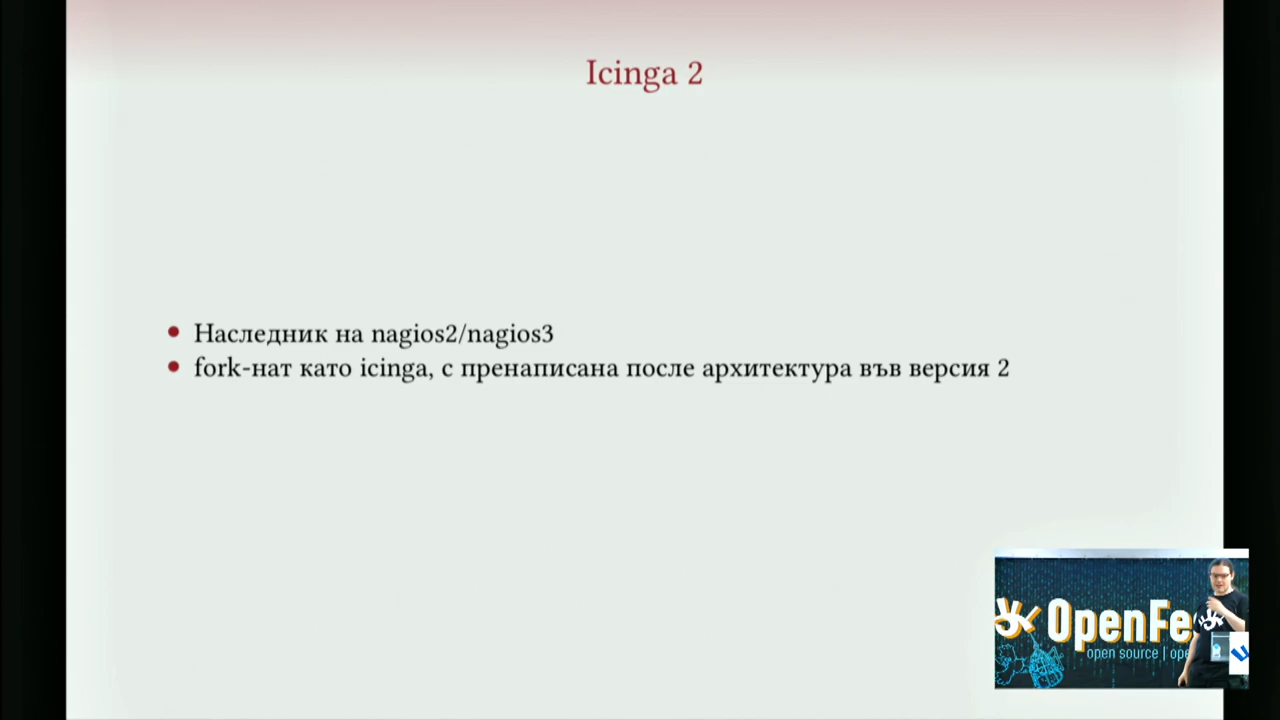 Icinga 2
Наследник на nagios2/nagios3
fork-нат като icinga, с пренаписана после архитектура във версия 2
OpenFe
open source | ope